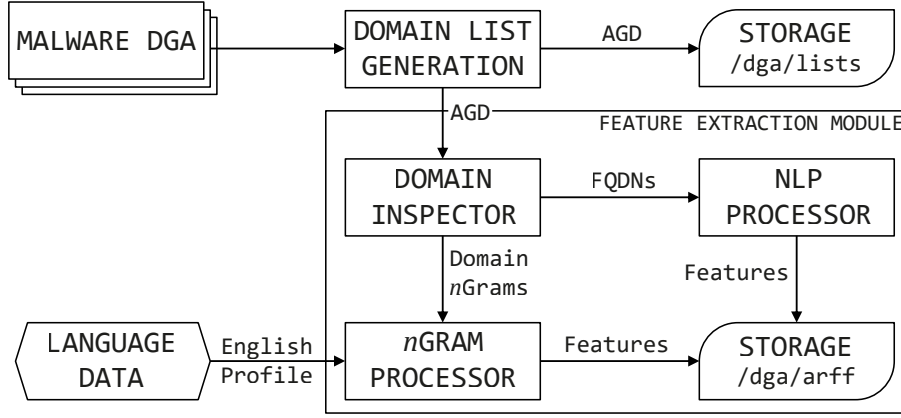 MALWARE DGA
DOMAIN LIST
GENERATION
AGD
STORAGE
/dga/lists
AGD
FEATURE EXTRACTION MODULE
DOMAIN
INSPECTOR
FQDNs
NLP
PROCESSOR
Domain
nGrams
Features
LANGUAGE
DATA
English
Profile
nGRAM
PROCESSOR
Features
STORAGE
/dga/arff